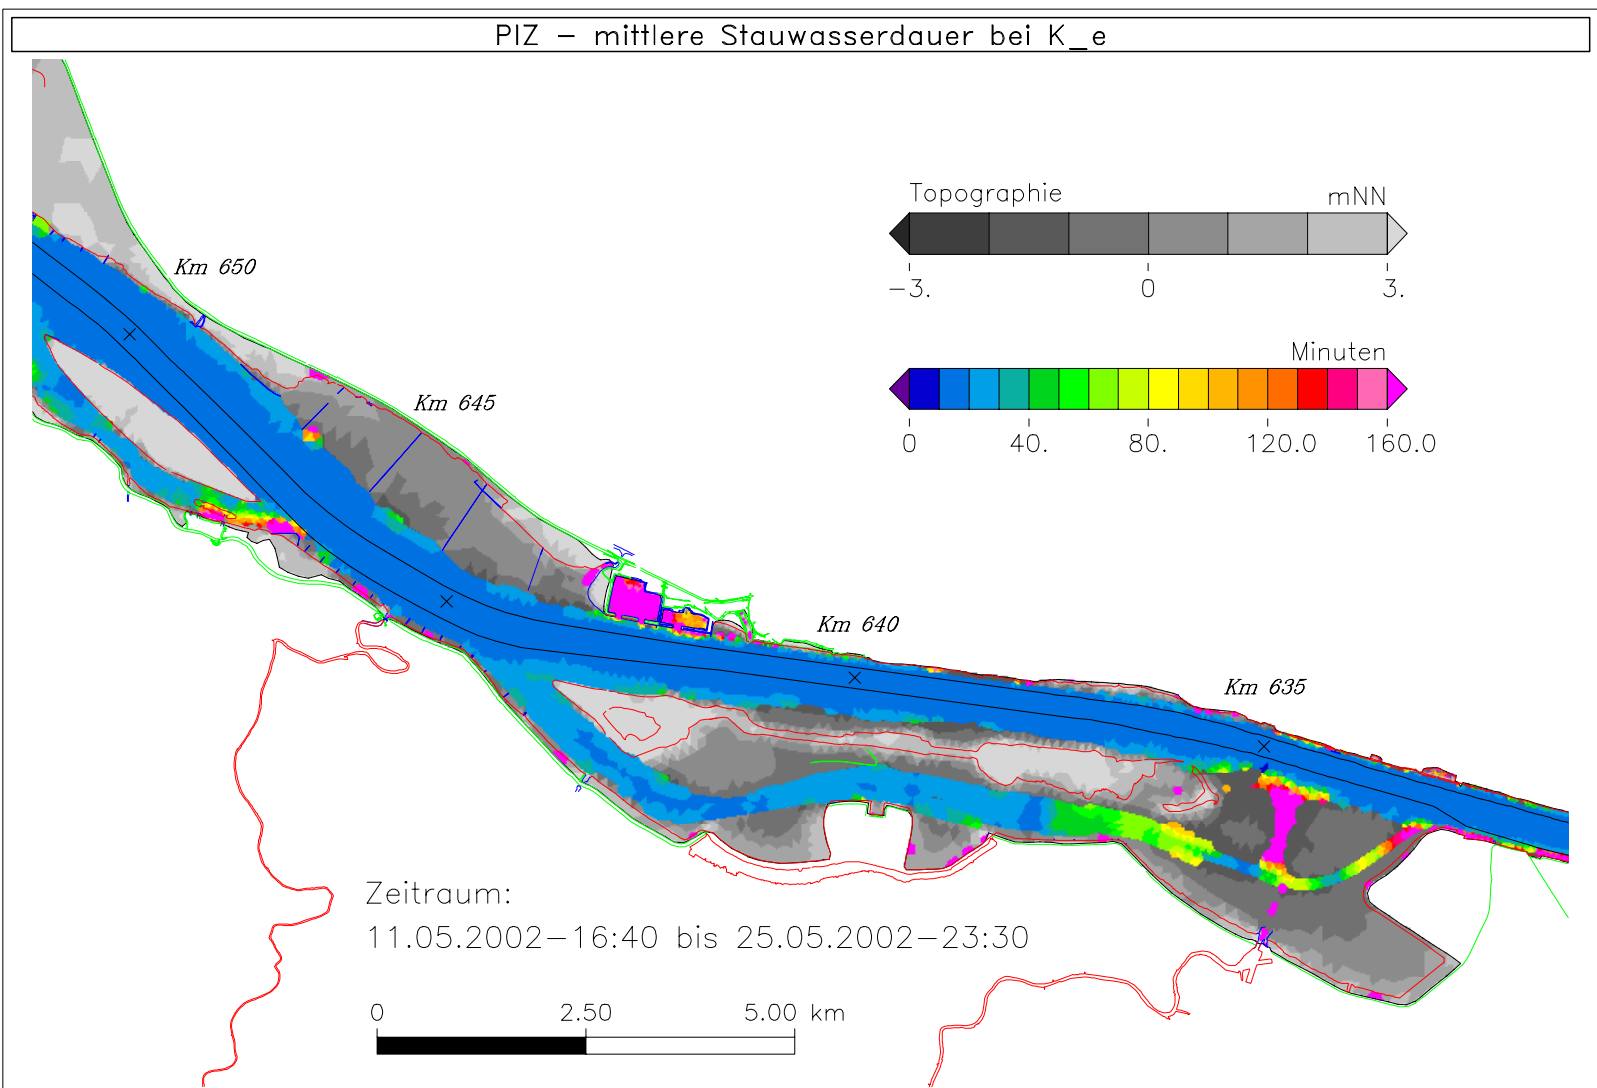 PIZ - mittlere Stauwasserdauer bei K_e
Topographie mNN
-3. 0 3.
Km 650
Minuten
0 40. 80. 120.0 160.0
Km 645
Km 640
Km 635
Zeitraum:
11.05.2002-16:40 bis 25.05.2002-23:30
0 2.50 5.00 km